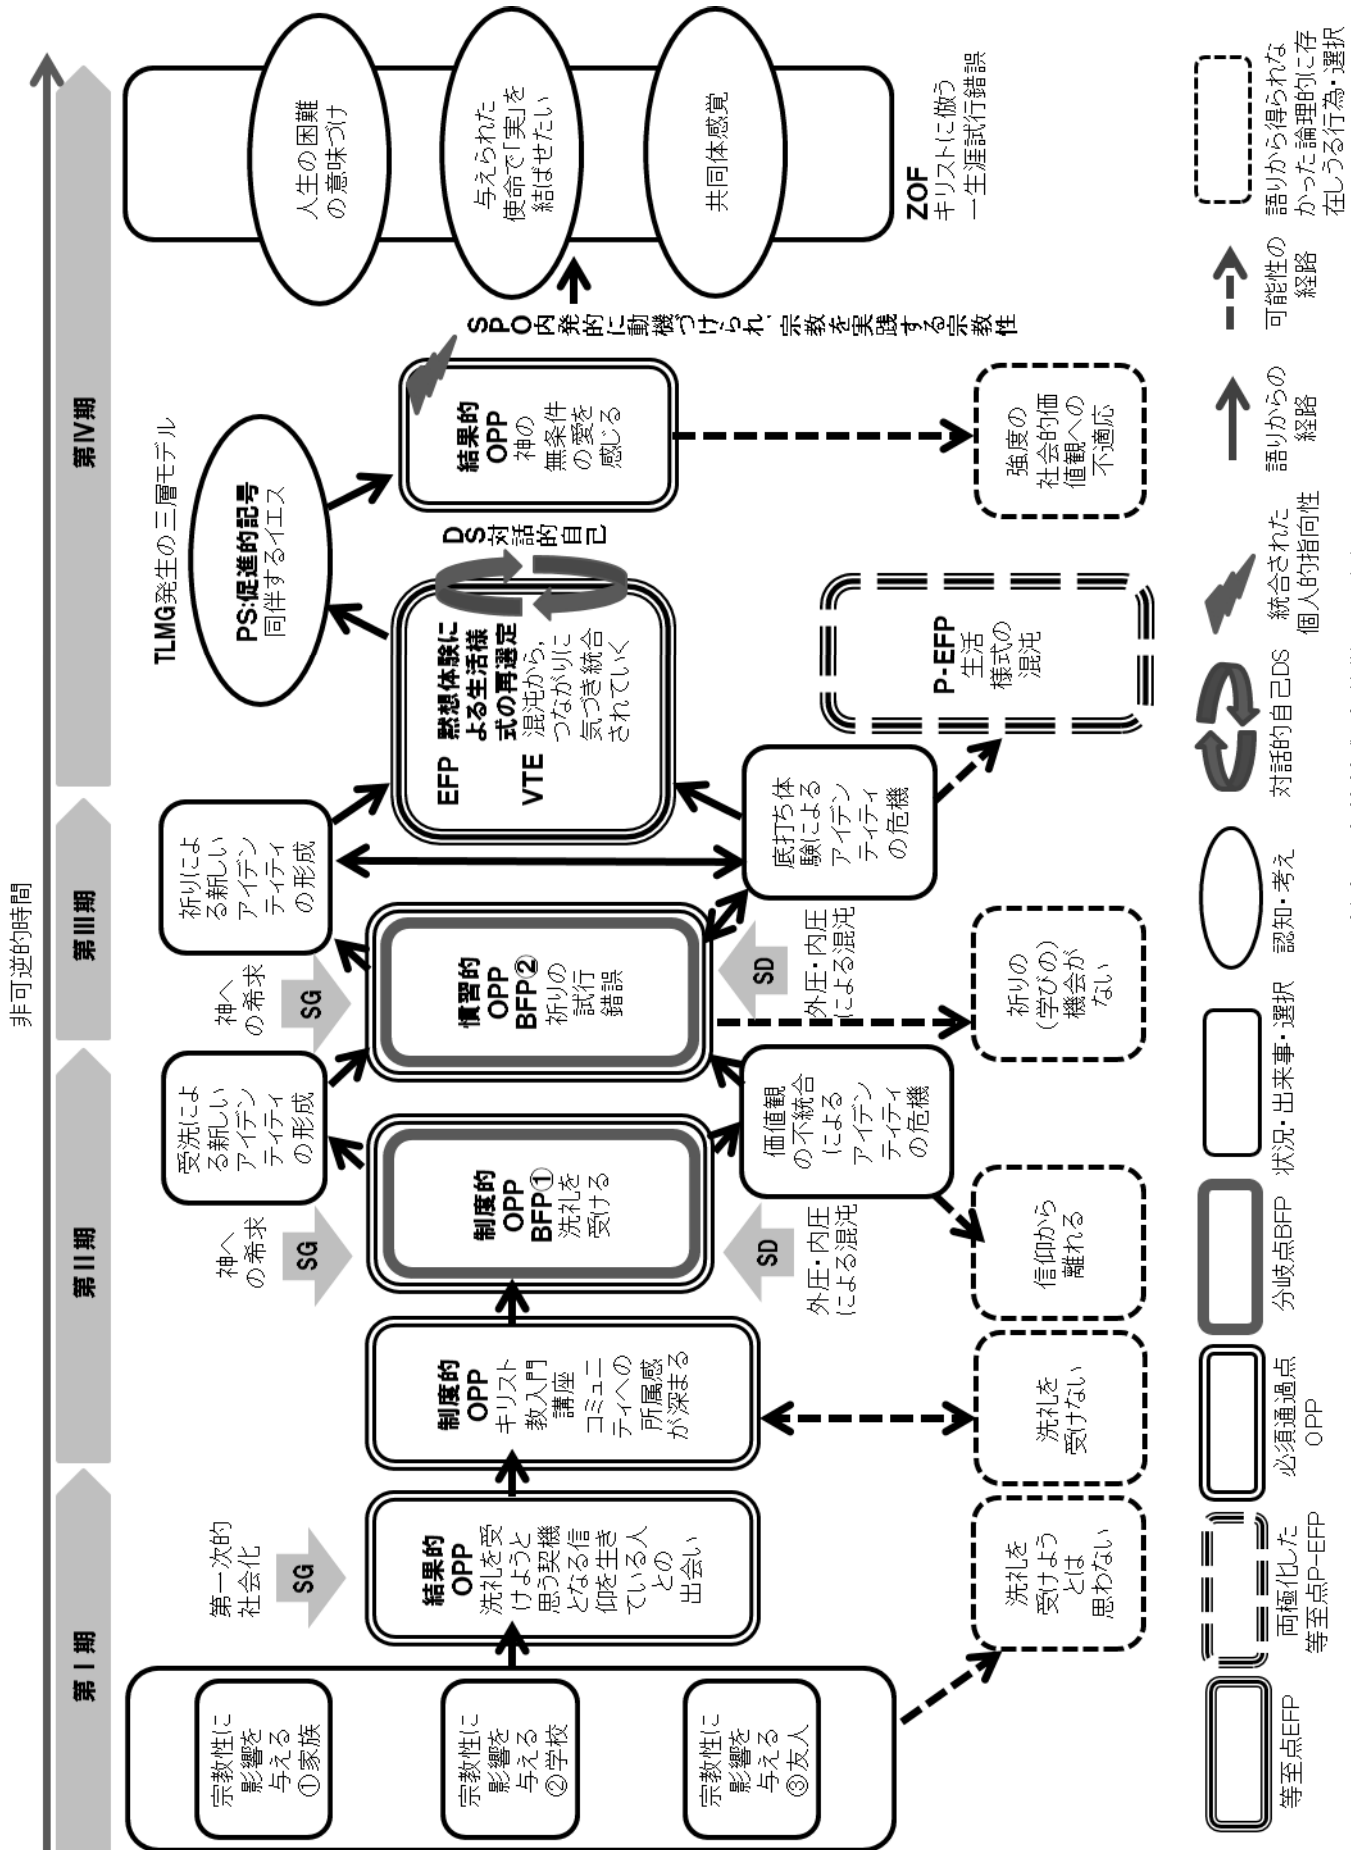 非可逆的時間
第Ⅰ期
第Ⅱ期
第Ⅲ期
第Ⅳ期
宗教性に
影響を
与える
①家族
宗教性に
影響を
与える
②学校
宗教性に
影響を
与える
③友人
第一次的
社会化
SG
結果的
OPP
洗礼を受
けようと
思う契機
となる信
仰を生き
ている人
との
出会い
洗礼を
受けよう
とは
思わない
制度的
OPP
キリスト
教入門
講座
コミュニ
ティへの
所属感
が深まる
洗礼を
受けない
神へ
の希求
SG
制度的
OPP
BFP①
洗礼を
受ける
SD
外圧・内圧
による混沌
信仰から
離れる
受洗によ
る新しい
アイデン
ティティ
の形成
価値観
の不統合
による
アイデン
ティティ
の危機
神へ
の希求
SG
慣習的
OPP
BFP②
祈りの
試行
錯誤
SD
外圧・内圧
による混沌
祈りの
(学びの)
機会が
ない
祈りによ
る新しい
アイデン
ティティ
の形成
底打ち体
験による
アイデン
ティティ
の危機
EFP 黙想体験に
よる生活様
式の再選定
VTE 混沌から,
つながりに
気づき統合
されていく
DS対話的自己
P-EFP
生活
様式の
混沌
TLMG発生の三層モデル
PS:促進的記号
同伴するイエス
結果的
OPP
神の
無条件
の愛を
感じる
強度の
社会的価
値観への
不適応
SPO内発的に動機づけられ、宗教を実践する宗教性
人生の困難
の意味づけ
与えられた
使命で「実」を
結ばせたい
共同体感覚
ZOF
キリストに倣う
一生涯試行錯誤
等至点EFP
両極化した
等至点P-EFP
必須通過点
OPP
分岐点BFP
状況・出来事・選択
認知・考え
対話的自己DS
統合された
個人的指向性
語りからの
経路
可能性の
経路
語りから得られな
かった論理的に存
在しうる行為・選択